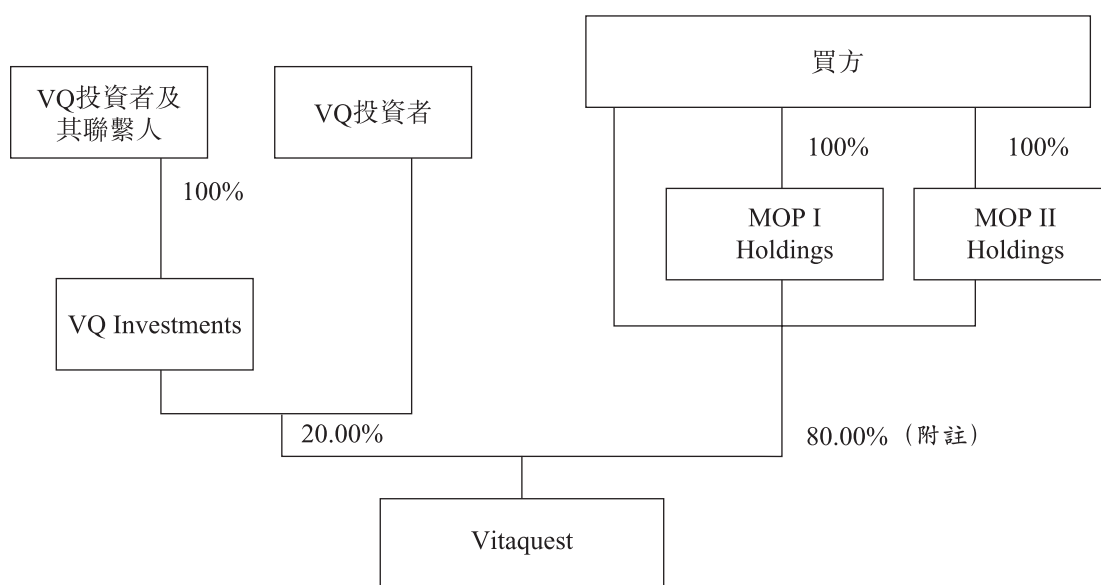 買方
VQ投資者及
其聯繫人
VQ投資者
100%
100%
100%
MOP I
Holdings
MOP II
Holdings
VQ Investments
20.00%
80.00%（附註）
Vitaquest